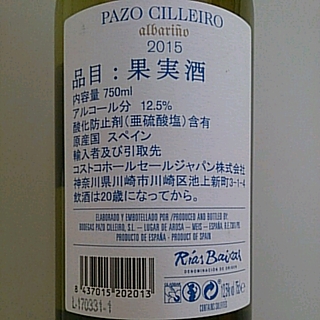 PAZO CILLEIRO
albariño
2015
品目：果実酒
内容量 750ml
アルコール分 12.5%
酸化防止剤(亜硫酸塩)含有
原産国 スペイン
輸入者及び引取先
コストコホールセールジャパン株式会社
神奈川県川崎市川崎区池上新町3-1-4
飲酒は20歳になってから。
ELABORADO Y EMBOTELLADO POR /PRODUCED AND BOTTLED BY:
BODEGAS PAZO CILLEIRO, S.L. – LUGAR DE AROSA – MEIS – ESPAÑA
PRODUCTO DE ESPAÑA – PRODUCT OF SPAIN
Rías Baixas
DENOMINACIÓN DE ORIGEN
8 437015 202013
L-170331-1
CONTAINS SULFITES